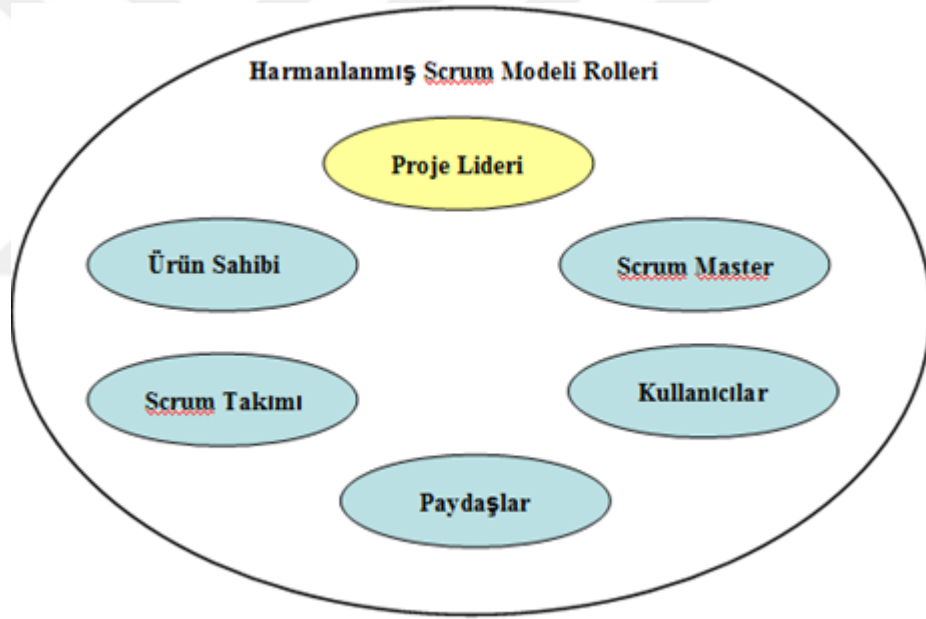 Harmanlanmış Scrum Modeli Rolleri
Proje Lideri
Ürün Sahibi
Scrum Master
Scrum Takımı
Kullanıcılar
Paydaşlar